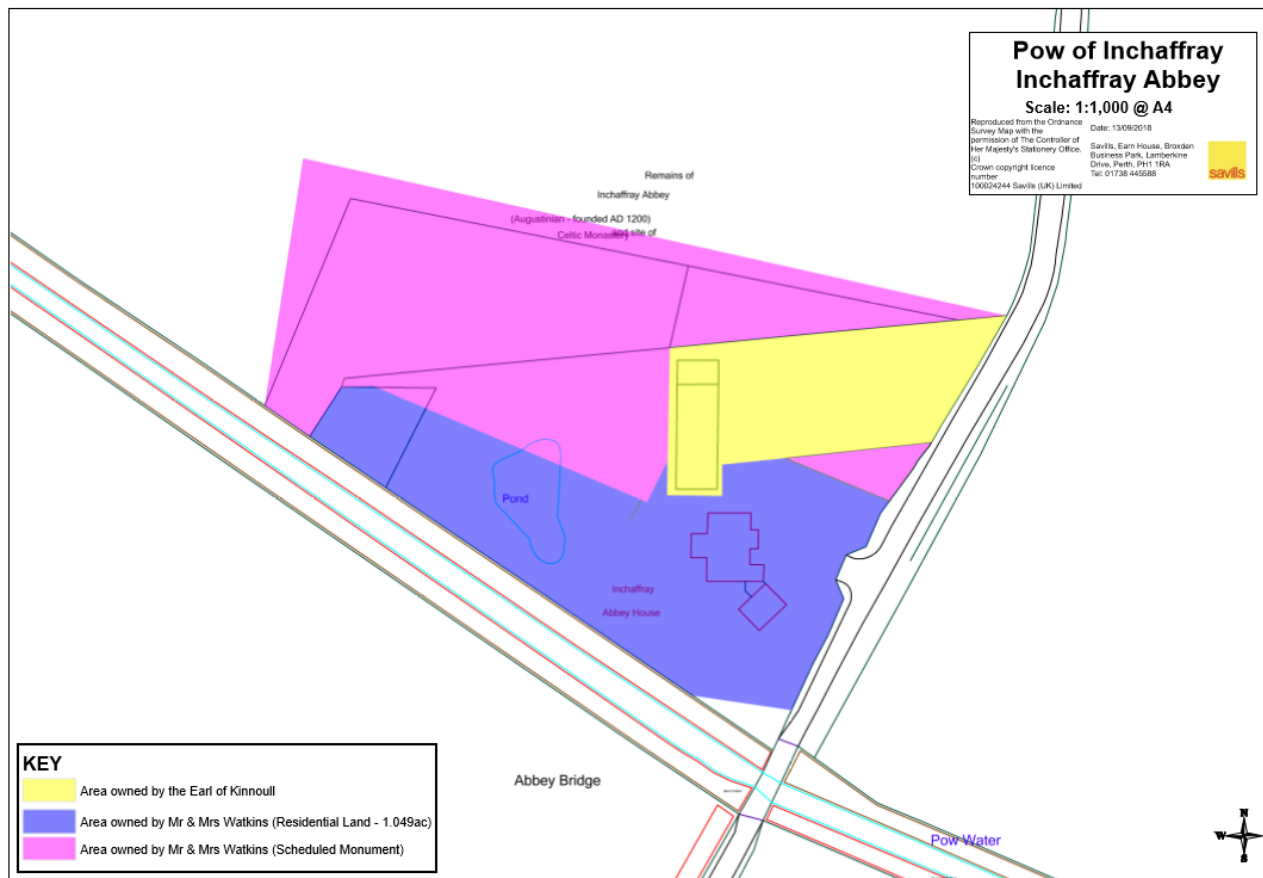 Pow of Inchaffray
Inchaffray Abbey
Scale: 1:1,000 @ A4
Reproduced from the Ordnance
Survey Map with the
permission of The Controller of
Her Majesty's Stationery Office.
(c)
Crown copyright licence
number
100024244 Savills (UK) Limited
Date: 13/09/2018
Savills, Earn House, Broxden
Business Park, Lamberkine
Drive, Perth, PH1 1RA
Tel: 01738 445588
savills
Remains of
Inchaffray Abbey
(Augustinian - founded AD 1200)
and site of
Celtic Monastery
Pond
Inchaffray
Abbey House
Abbey Bridge
Pow Water
N
W
KEY
Area owned by the Earl of Kinnoull
Area owned by Mr & Mrs Watkins (Residential Land - 1.049ac)
Area owned by Mr & Mrs Watkins (Scheduled Monument)